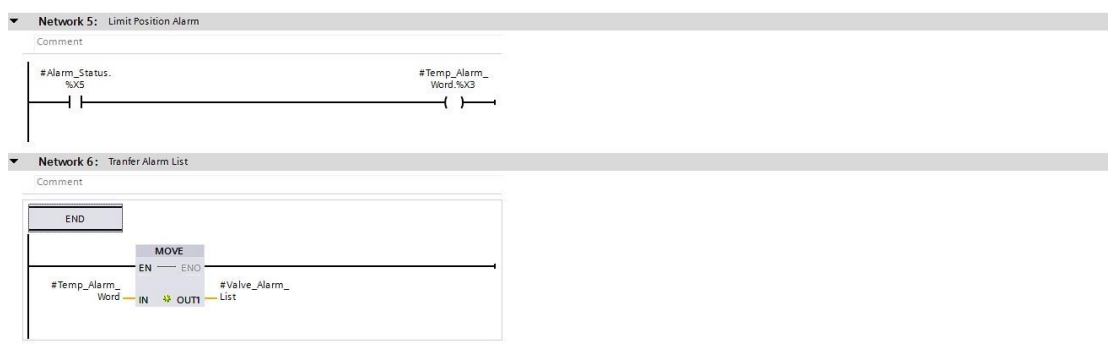 Network 5: Limit Position Alarm
Comment
#Alarm_Status.
%X5
#Temp_Alarm_
Word.%X3
Network 6: Tranfer Alarm List
Comment
END
MOVE
EN ENO
#Temp_Alarm_
Word
IN OUT1
#Valve_Alarm_
List